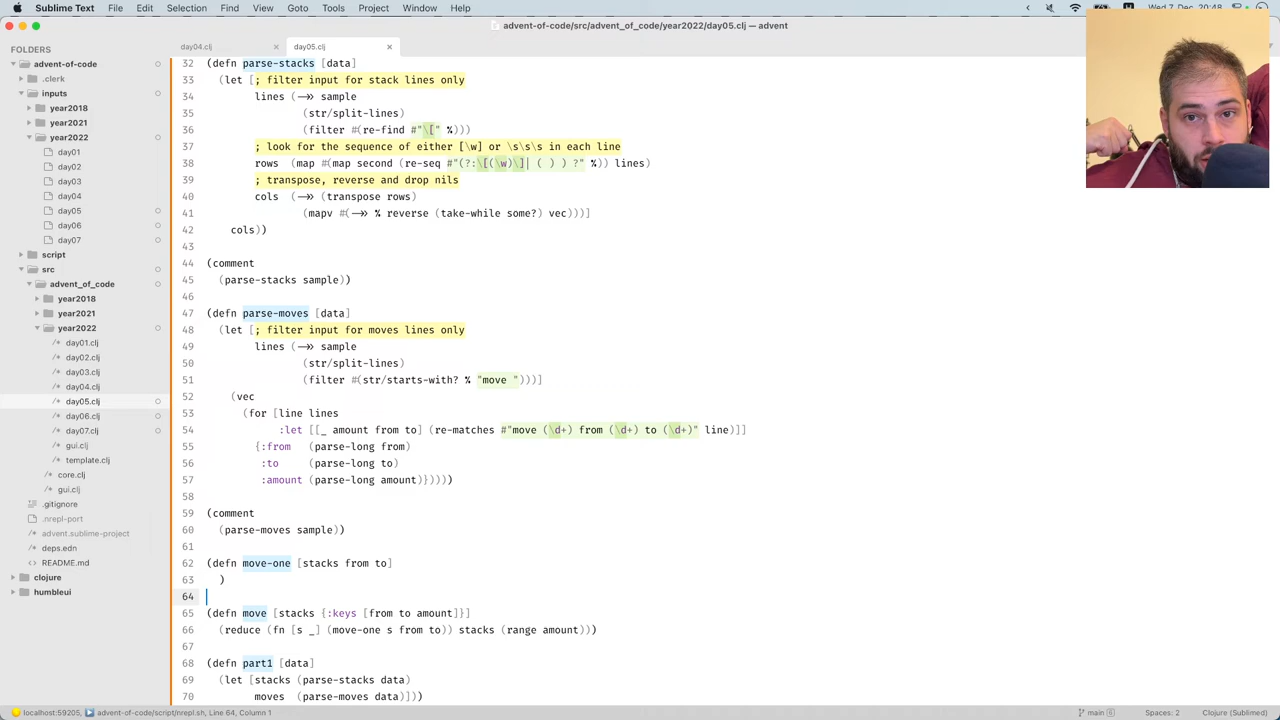 Sublime Text File Edit Selection Find View Goto Tools Project Window Help Wed 7 Dec 20:48
advent-of-code/src/advent_of_code/year2022/day05.clj — advent
FOLDERS
advent-of-code
.clerk
inputs
year2018
year2021
year2022
day01
day02
day03
day04
day05
day06
day07
script
src
advent_of_code
year2018
year2021
year2022
day01.clj
day02.clj
day03.clj
day04.clj
day05.clj
day06.clj
day07.clj
gui.clj
template.clj
core.clj
gui.clj
.gitignore
.nrepl-port
advent.sublime-project
deps.edn
README.md
clojure
humbleui
day04.clj day05.clj
32 (defn parse-stacks [data]
33 (let [; filter input for stack lines only
34 lines (->> sample
35 (str/split-lines)
36 (filter #(re-find #"\[" %)))
37 ; look for the sequence of either [\w] or \s\s\s in each line
38 rows (map #(map second (re-seq #"(?:\[(\w)\]| ( ) ) ?" %)) lines)
39 ; transpose, reverse and drop nils
40 cols (->> (transpose rows)
41 (mapv #(->> % reverse (take-while some?) vec)))]
42 cols))
43
44 (comment
45 (parse-stacks sample))
46
47 (defn parse-moves [data]
48 (let [; filter input for moves lines only
49 lines (->> sample
50 (str/split-lines)
51 (filter #(str/starts-with? % "move ")))]
52 (vec
53 (for [line lines
54 :let [[_ amount from to] (re-matches #"move (\d+) from (\d+) to (\d+)" line)]]
55 {:from (parse-long from)
56 :to (parse-long to)
57 :amount (parse-long amount)}))))
58
59 (comment
60 (parse-moves sample))
61
62 (defn move-one [stacks from to]
63 )
64
65 (defn move [stacks {:keys [from to amount]}]
66 (reduce (fn [s _] (move-one s from to)) stacks (range amount)))
67
68 (defn part1 [data]
69 (let [stacks (parse-stacks data)
70 moves (parse-moves data)]))
localhost:59205, advent-of-code/script/nrepl.sh, Line 64, Column 1 main 6 Spaces: 2 Clojure (Sublimed)